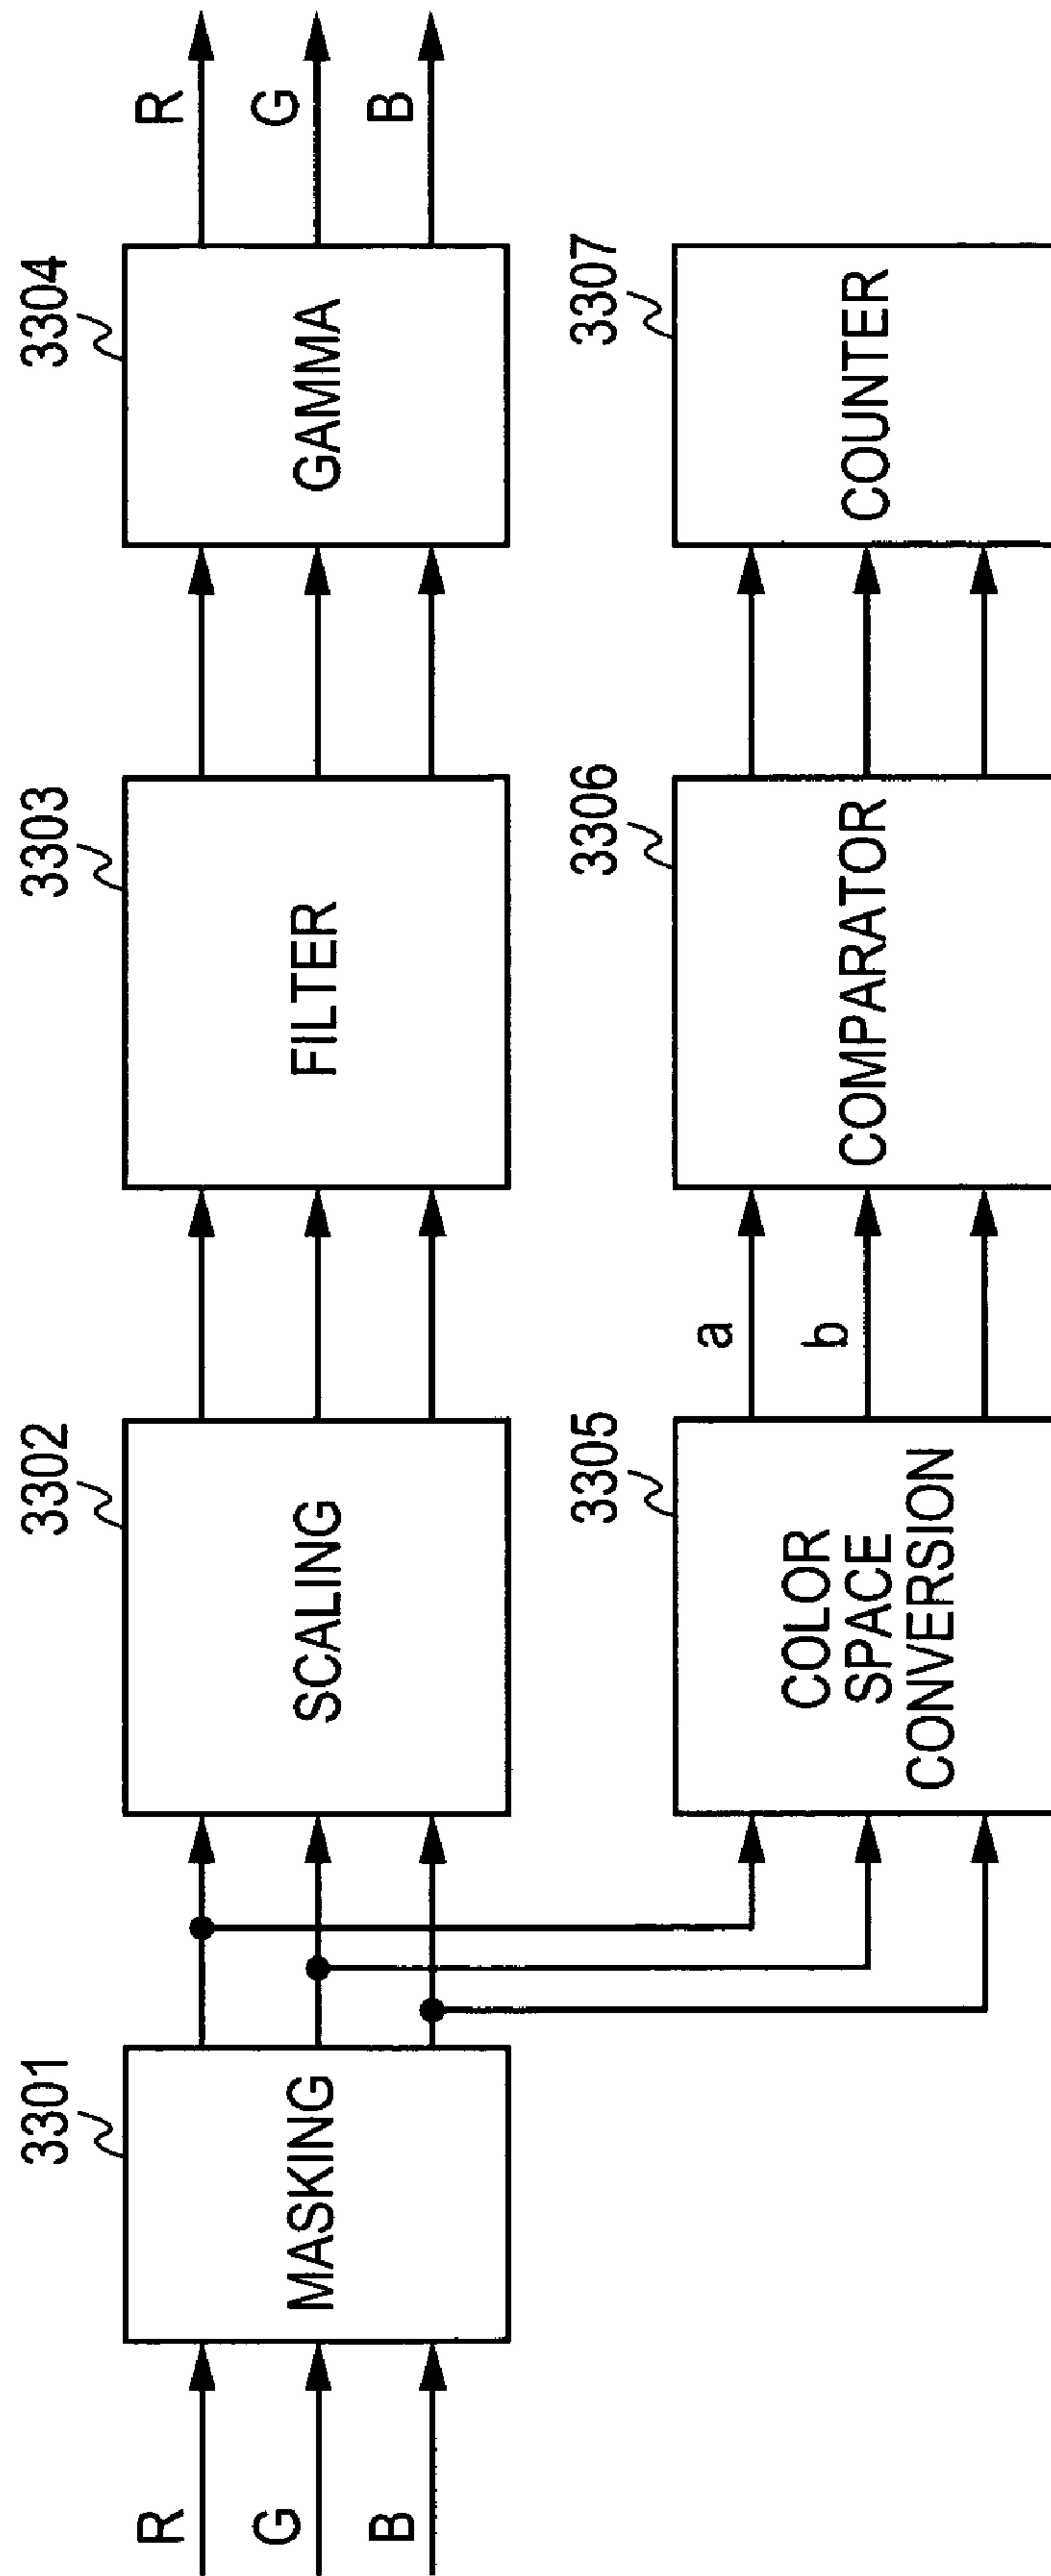 R
G
B
3301
MASKING
3302
SCALING
3303
FILTER
3304
GAMMA
R
G
B
3305
COLOR
SPACE
CONVERSION
a
b
3306
COMPARATOR
3307
COUNTER